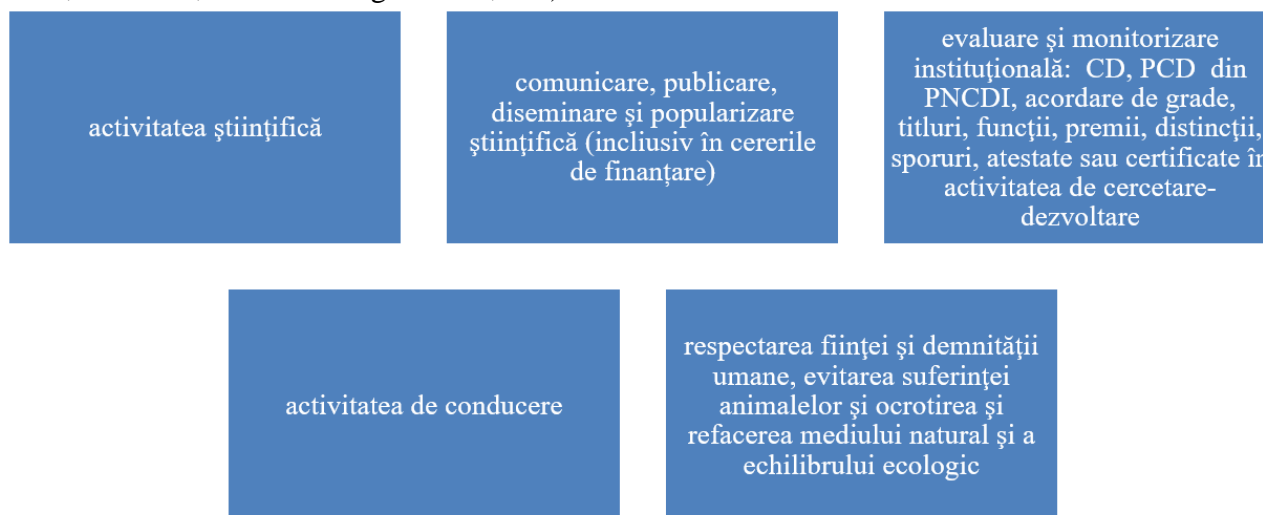 activitatea ştiinţifică
comunicare, publicare,
diseminare şi popularizare
ştiinţifică (incliusiv în cererile
de finanțare)
evaluare şi monitorizare
instituţională: CD, PCD din
PNCDI, acordare de grade,
titluri, funcţii, premii, distincţii,
sporuri, atestate sau certificate în
activitatea de cercetare-
dezvoltare
activitatea de conducere
respectarea fiinţei şi demnităţii
umane, evitarea suferinţei
animalelor şi ocrotirea şi
refacerea mediului natural şi a
echilibrului ecologic